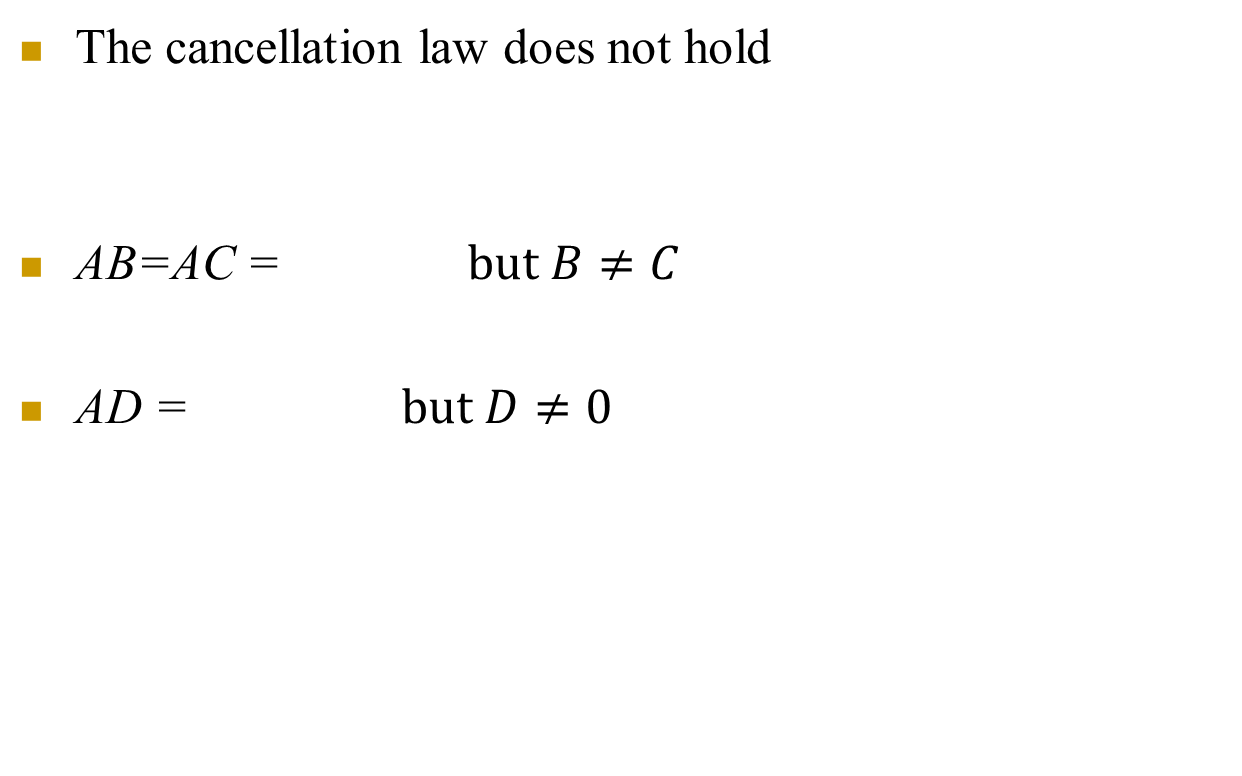 ■ The cancellation law does not hold
■ AB=AC = but B ≠ C
■ AD = but D ≠ 0